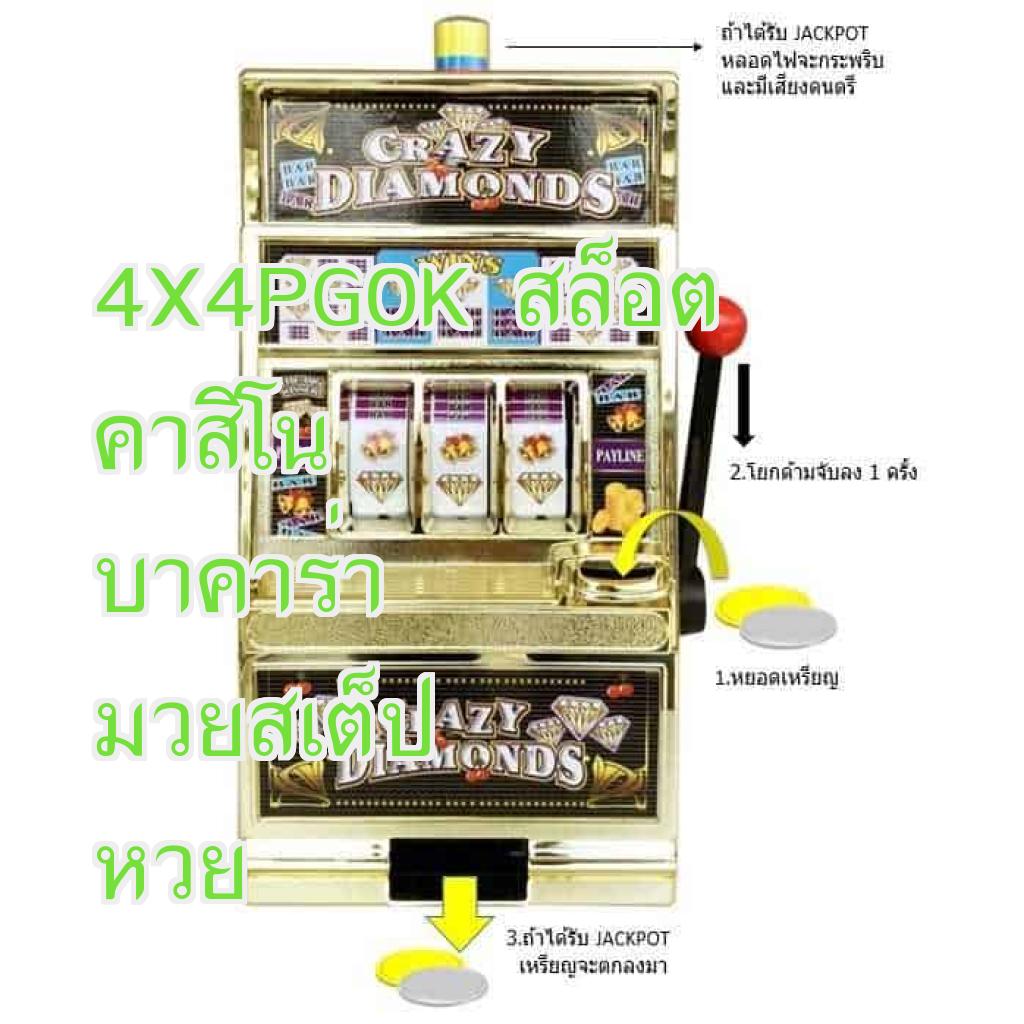 ถ้าได้รับ JACKPOT
หลอดไฟจะกระพริบ
และมีเสียงดนตรี
CRAZY
DIAMONDS
BAR
BAR
WINS
4X4PGOK สล็อต
คาสิโน
PAYLINE
2.โยกด้ามจับลง 1 ครั้ง
บาคาร่า
1.หยอดเหรียญ
มวยสเต็ป
CRAZY
DIAMONDS
หวย
3.ถ้าได้รับ JACKPOT
เหรียญจะตกลงมา